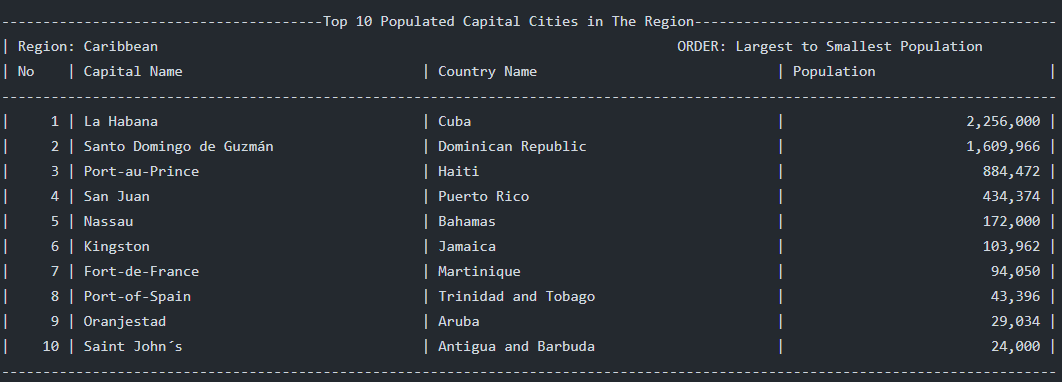 ---------------------------------------Top 10 Populated Capital Cities in The Region--------------------------------------------
| Region: Caribbean ORDER: Largest to Smallest Population
| No | Capital Name | Country Name | Population |
--------------------------------------------------------------------------------------------------------------------------------
| 1 | La Habana | Cuba | 2,256,000 |
| 2 | Santo Domingo de Guzmán | Dominican Republic | 1,609,966 |
| 3 | Port-au-Prince | Haiti | 884,472 |
| 4 | San Juan | Puerto Rico | 434,374 |
| 5 | Nassau | Bahamas | 172,000 |
| 6 | Kingston | Jamaica | 103,962 |
| 7 | Fort-de-France | Martinique | 94,050 |
| 8 | Port-of-Spain | Trinidad and Tobago | 43,396 |
| 9 | Oranjestad | Aruba | 29,034 |
| 10 | Saint John´s | Antigua and Barbuda | 24,000 |
--------------------------------------------------------------------------------------------------------------------------------